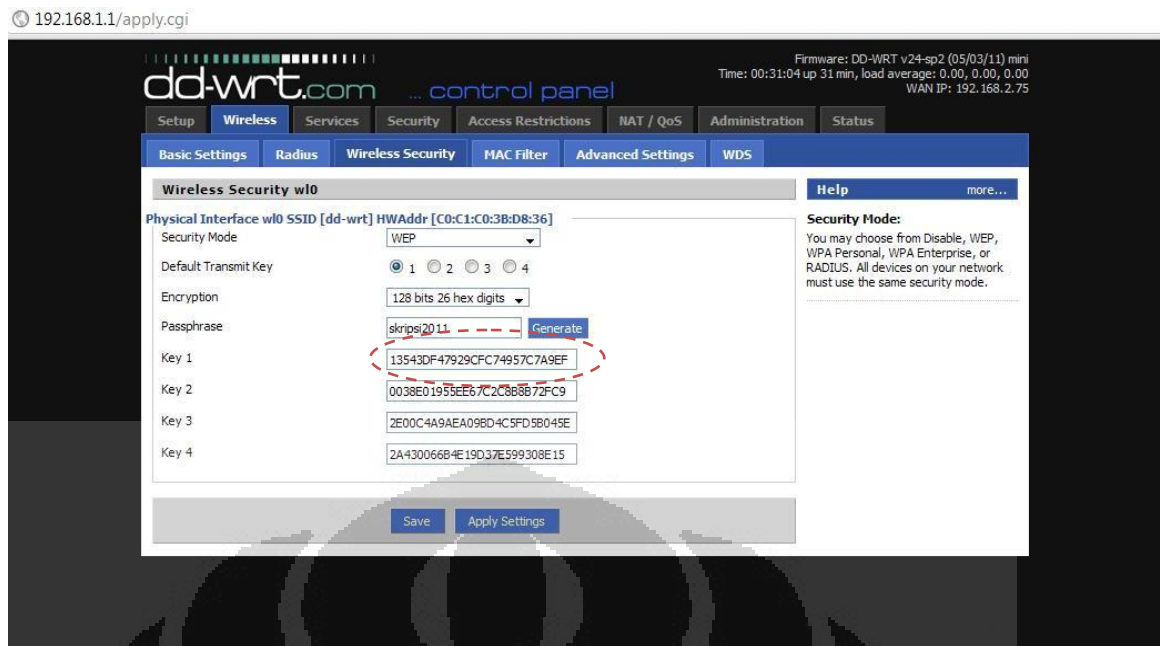 192.168.1.1/apply.cgi
dd-wrt.com ... control panel
Firmware: DD-WRT v24-sp2 (05/03/11) mini
Time: 00:31:04 up 31 min, load average: 0.00, 0.00, 0.00
WAN IP: 192.168.2.75
Setup Wireless Services Security Access Restrictions NAT / QoS Administration Status
Basic Settings Radius Wireless Security MAC Filter Advanced Settings WDS
Wireless Security wl0
Physical Interface wl0 SSID [dd-wrt] HWAddr [C0:C1:C0:3B:D8:36]
Security Mode WEP
Default Transmit Key 1 2 3 4
Encryption 128 bits 26 hex digits
Passphrase skripsi2011 Generate
Key 1 13543DF47929CFC74957C7A9EF
Key 2 0038E01955EE67C2C8B8B72FC9
Key 3 2E00C4A9AEA09BD4C5FD5B045E
Key 4 2A430066B4E19D37E599308E15
Save Apply Settings
Help more...
Security Mode:
You may choose from Disable, WEP,
WPA Personal, WPA Enterprise, or
RADIUS. All devices on your network
must use the same security mode.